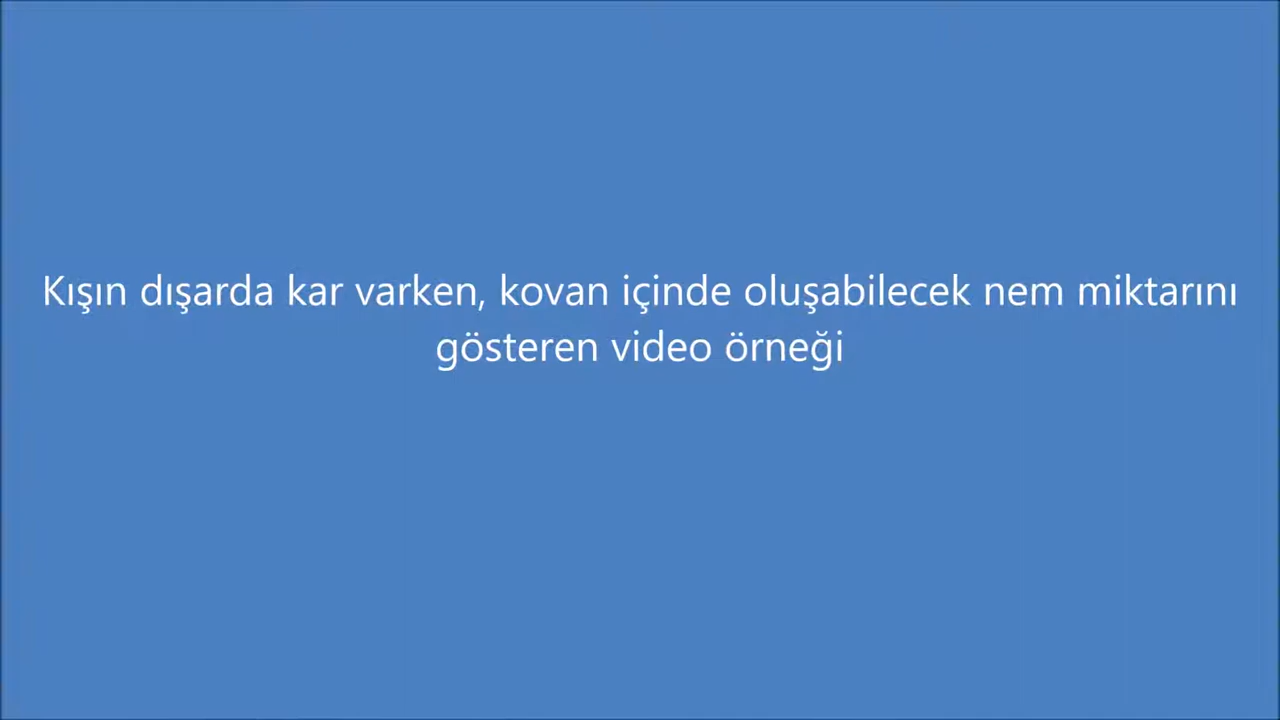 Kışın dışarda kar varken, kovan içinde oluşabilecek nem miktarını
gösteren video örneği